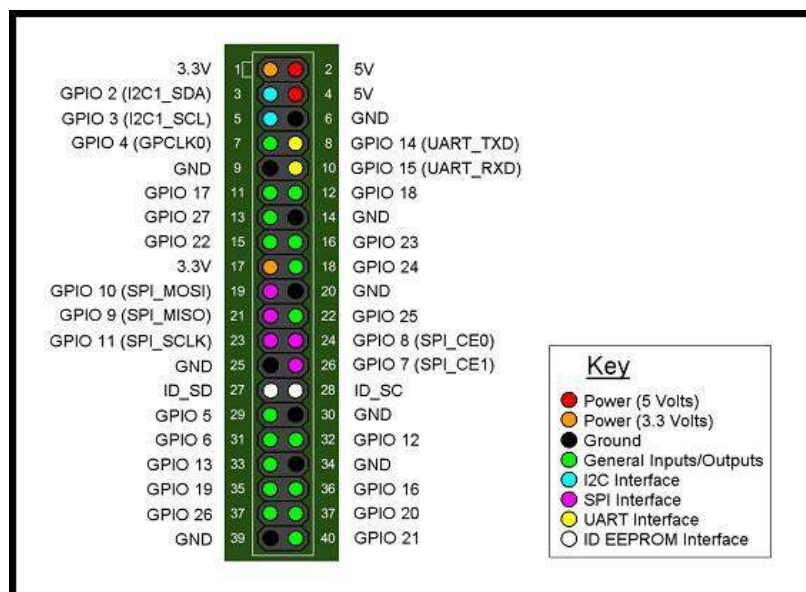 3.3V 1 2 5V
GPIO 2 (I2C1_SDA) 3 4 5V
GPIO 3 (I2C1_SCL) 5 6 GND
GPIO 4 (GPCLK0) 7 8 GPIO 14 (UART_TXD)
GND 9 10 GPIO 15 (UART_RXD)
GPIO 17 11 12 GPIO 18
GPIO 27 13 14 GND
GPIO 22 15 16 GPIO 23
3.3V 17 18 GPIO 24
GPIO 10 (SPI_MOSI) 19 20 GND
GPIO 9 (SPI_MISO) 21 22 GPIO 25
GPIO 11 (SPI_SCLK) 23 24 GPIO 8 (SPI_CE0)
GND 25 26 GPIO 7 (SPI_CE1)
ID_SD 27 28 ID_SC
GPIO 5 29 30 GND
GPIO 6 31 32 GPIO 12
GPIO 13 33 34 GND
GPIO 19 35 36 GPIO 16
GPIO 26 37 37 GPIO 20
GND 39 40 GPIO 21
Key
Power (5 Volts)
Power (3.3 Volts)
Ground
General Inputs/Outputs
I2C Interface
SPI Interface
UART Interface
ID EEPROM Interface